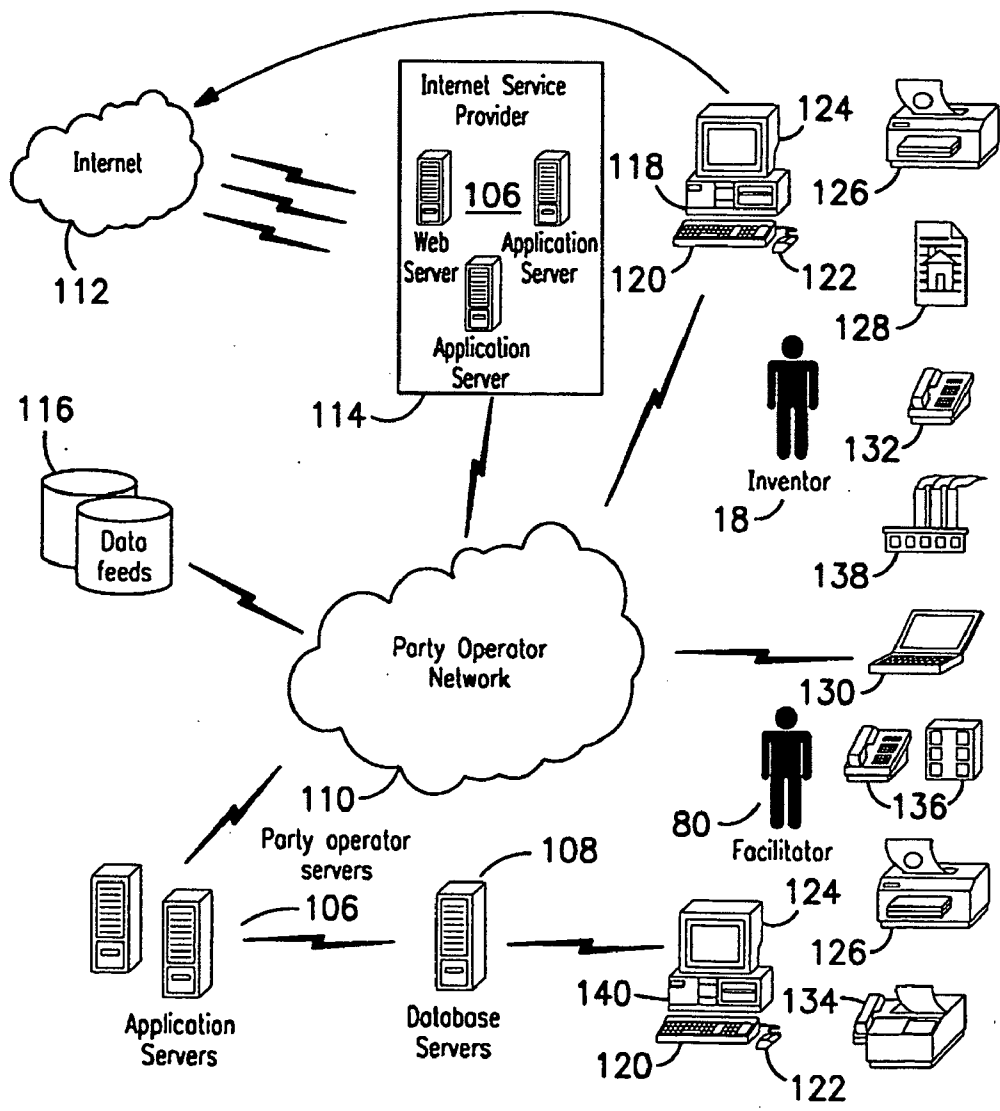 Internet Service
Provider
124
Internet
118
126
106
Web
Server
Application
Server
120
122
112
128
Application
Server
114
116
132
Inventor
18
Data
feeds
138
Party Operator
Network
130
110
80
136
Party operator
servers
108
Facilitator
106
124
126
140
134
Application
Servers
Database
Servers
120
122